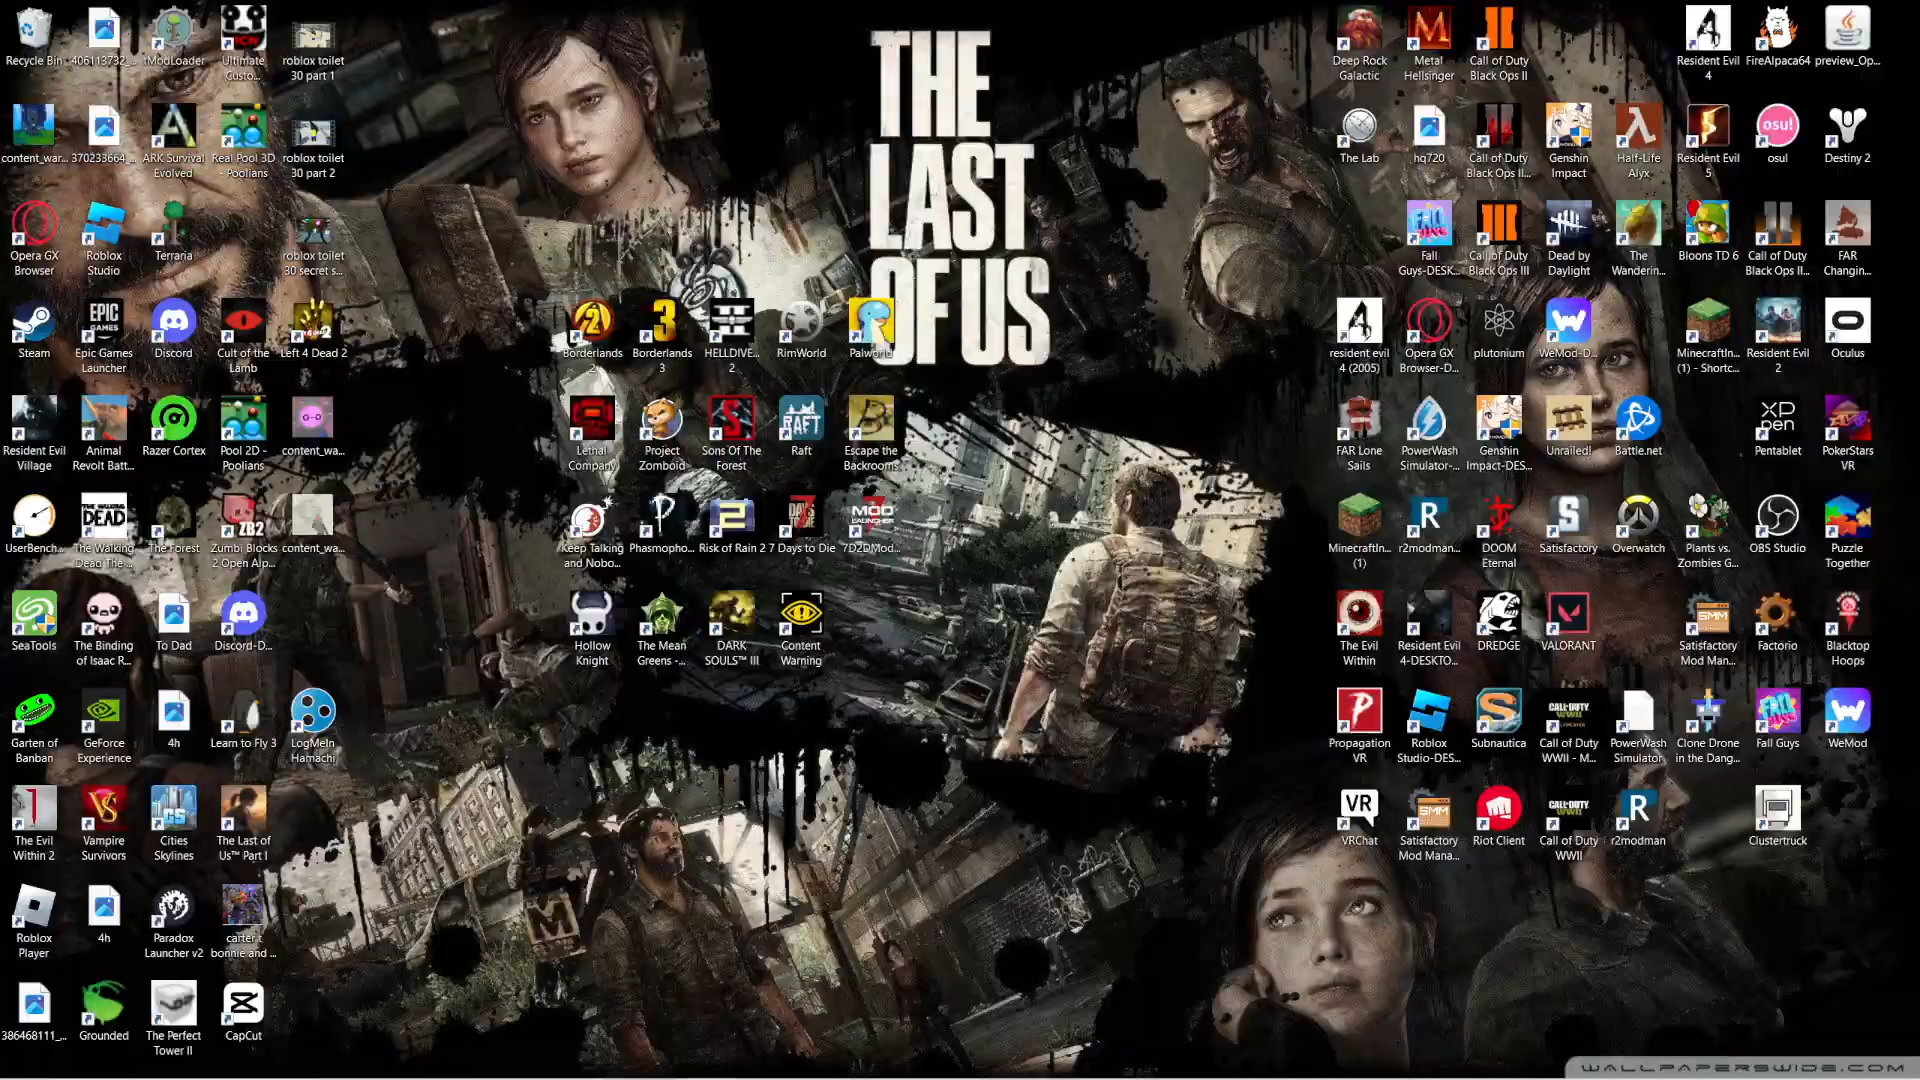 THE
LAST
OF US
Recycle Bin
406113732_...
tModLoader
Ultimate
Custo...
roblox toilet
30 part 1
content_war...
370233664_...
ARK Survival
Evolved
Real Pool 3D
- Poolians
roblox toilet
30 part 2
Opera GX
Browser
Roblox
Studio
Terraria
roblox toilet
30 secret s...
Steam
EPIC
GAMES
Epic Games
Launcher
Discord
Cult of the
Lamb
Left 4 Dead 2
Resident Evil
Village
Animal
Revolt Batt...
Razer Cortex
Pool 2D -
Poolians
content_wa...
UserBench...
The Walking
Dead The ...
The Forest
ZB2
Zumbi Blocks
2 Open Alp...
content_wa...
SeaTools
The Binding
of Isaac R...
To Dad
Discord-D...
Garten of
Banban
GeForce
Experience
4h
Learn to Fly 3
LogMeIn
Hamachi
The Evil
Within 2
Vampire
Survivors
Cities
Skylines
The Last of
Us™ Part I
Roblox
Player
4h
Paradox
Launcher v2
carter t
bonnie and ...
386468111_...
Grounded
The Perfect
Tower II
CapCut
Borderlands
2
Borderlands
3
HELLDIVE...
2
RimWorld
Palworld
Lethal
Company
Project
Zomboid
Sons Of The
Forest
RAFT
Raft
Escape the
Backrooms
Keep Talking
and Nobo...
Phasmopho...
Risk of Rain 2
7 Days to Die
MOD
LAUNCHER
7D2DMod...
Hollow
Knight
The Mean
Greens -...
DARK
SOULS™ III
Content
Warning
Deep Rock
Galactic
Metal
Hellsinger
Call of Duty
Black Ops II
Resident Evil
4
FireAlpaca64
preview_Op...
The Lab
hq720
Call of Duty
Black Ops II...
Genshin
Impact
Half-Life
Alyx
Resident Evil
5
osu!
osu!
Destiny 2
Fall
Guys-DESK...
Call of Duty
Black Ops III
Dead by
Daylight
The
Wanderin...
Bloons TD 6
Call of Duty
Black Ops II...
FAR
Changin...
resident evil
4 (2005)
Opera GX
Browser-D...
plutonium
WeMod-D...
MinecraftIn...
(1) - Shortc...
Resident Evil
2
Oculus
FAR Lone
Sails
PowerWash
Simulator-...
Genshin
Impact-DES...
Unrailed!
Battle.net
XP
pen
Pentablet
PokerStars
VR
MinecraftIn...
(1)
r2modman...
DOOM
Eternal
Satisfactory
Overwatch
Plants vs.
Zombies G...
OBS Studio
Puzzle
Together
The Evil
Within
Resident Evil
4-DESKTO...
DREDGE
VALORANT
SMM
Satisfactory
Mod Man...
Factorio
Blacktop
Hoops
Propagation
VR
Roblox
Studio-DES...
Subnautica
Call of Duty
WWII - M...
PowerWash
Simulator
Clone Drone
in the Dang...
Fall Guys
WeMod
VR
VRChat
SMM
Satisfactory
Mod Mana...
Riot Client
Call of Duty
WWII
r2modman
Clustertruck
WALLPAPERSWIDE.COM